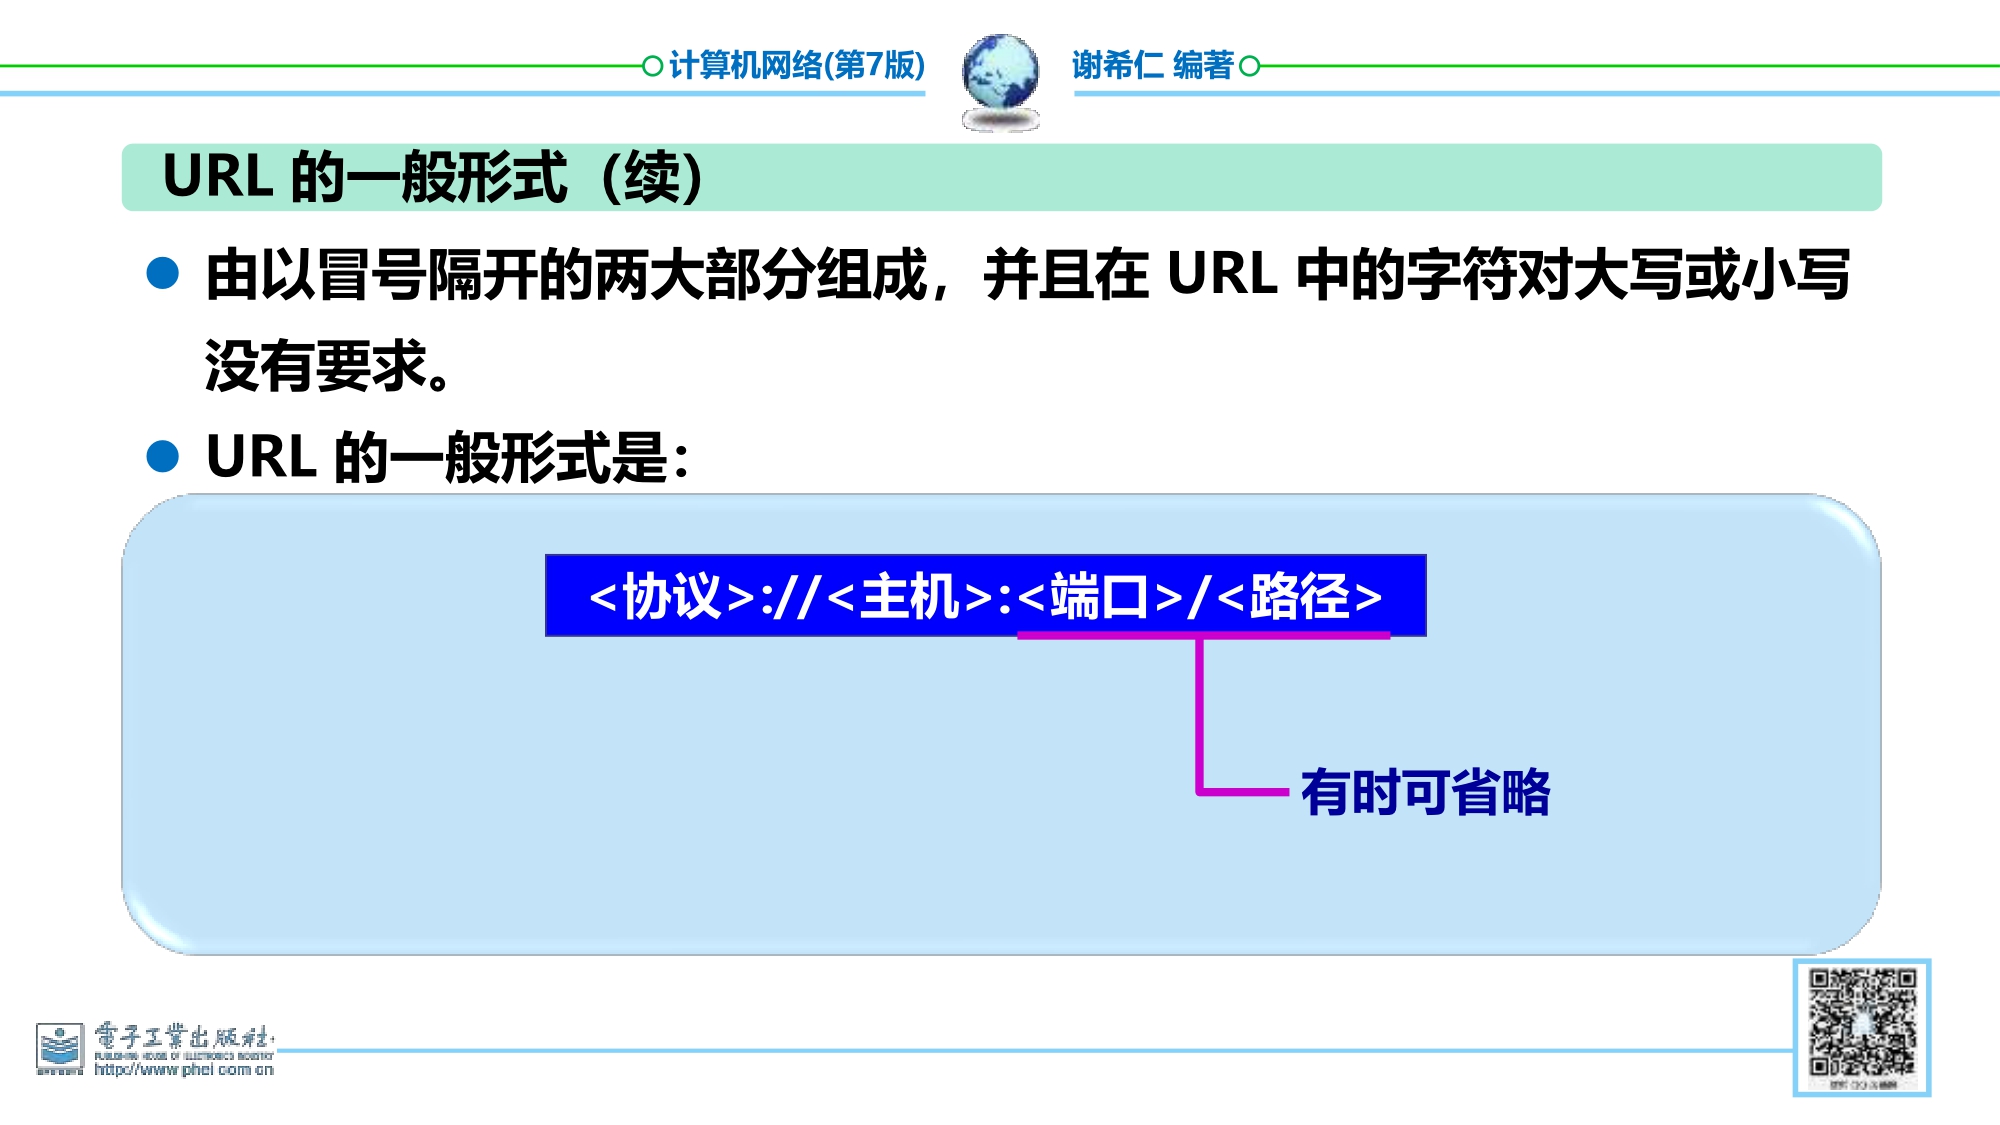 计算机网络(第7版)
谢希仁 编著
URL 的一般形式（续）
由以冒号隔开的两大部分组成，并且在 URL 中的字符对大写或小写
没有要求。
URL 的一般形式是：
<协议>://<主机>:<端口>/<路径>
有时可省略
電子工業出版社
PUBLISHING HOUSE OF ELECTRONICS INDUSTRY
http://www.phei.com.cn